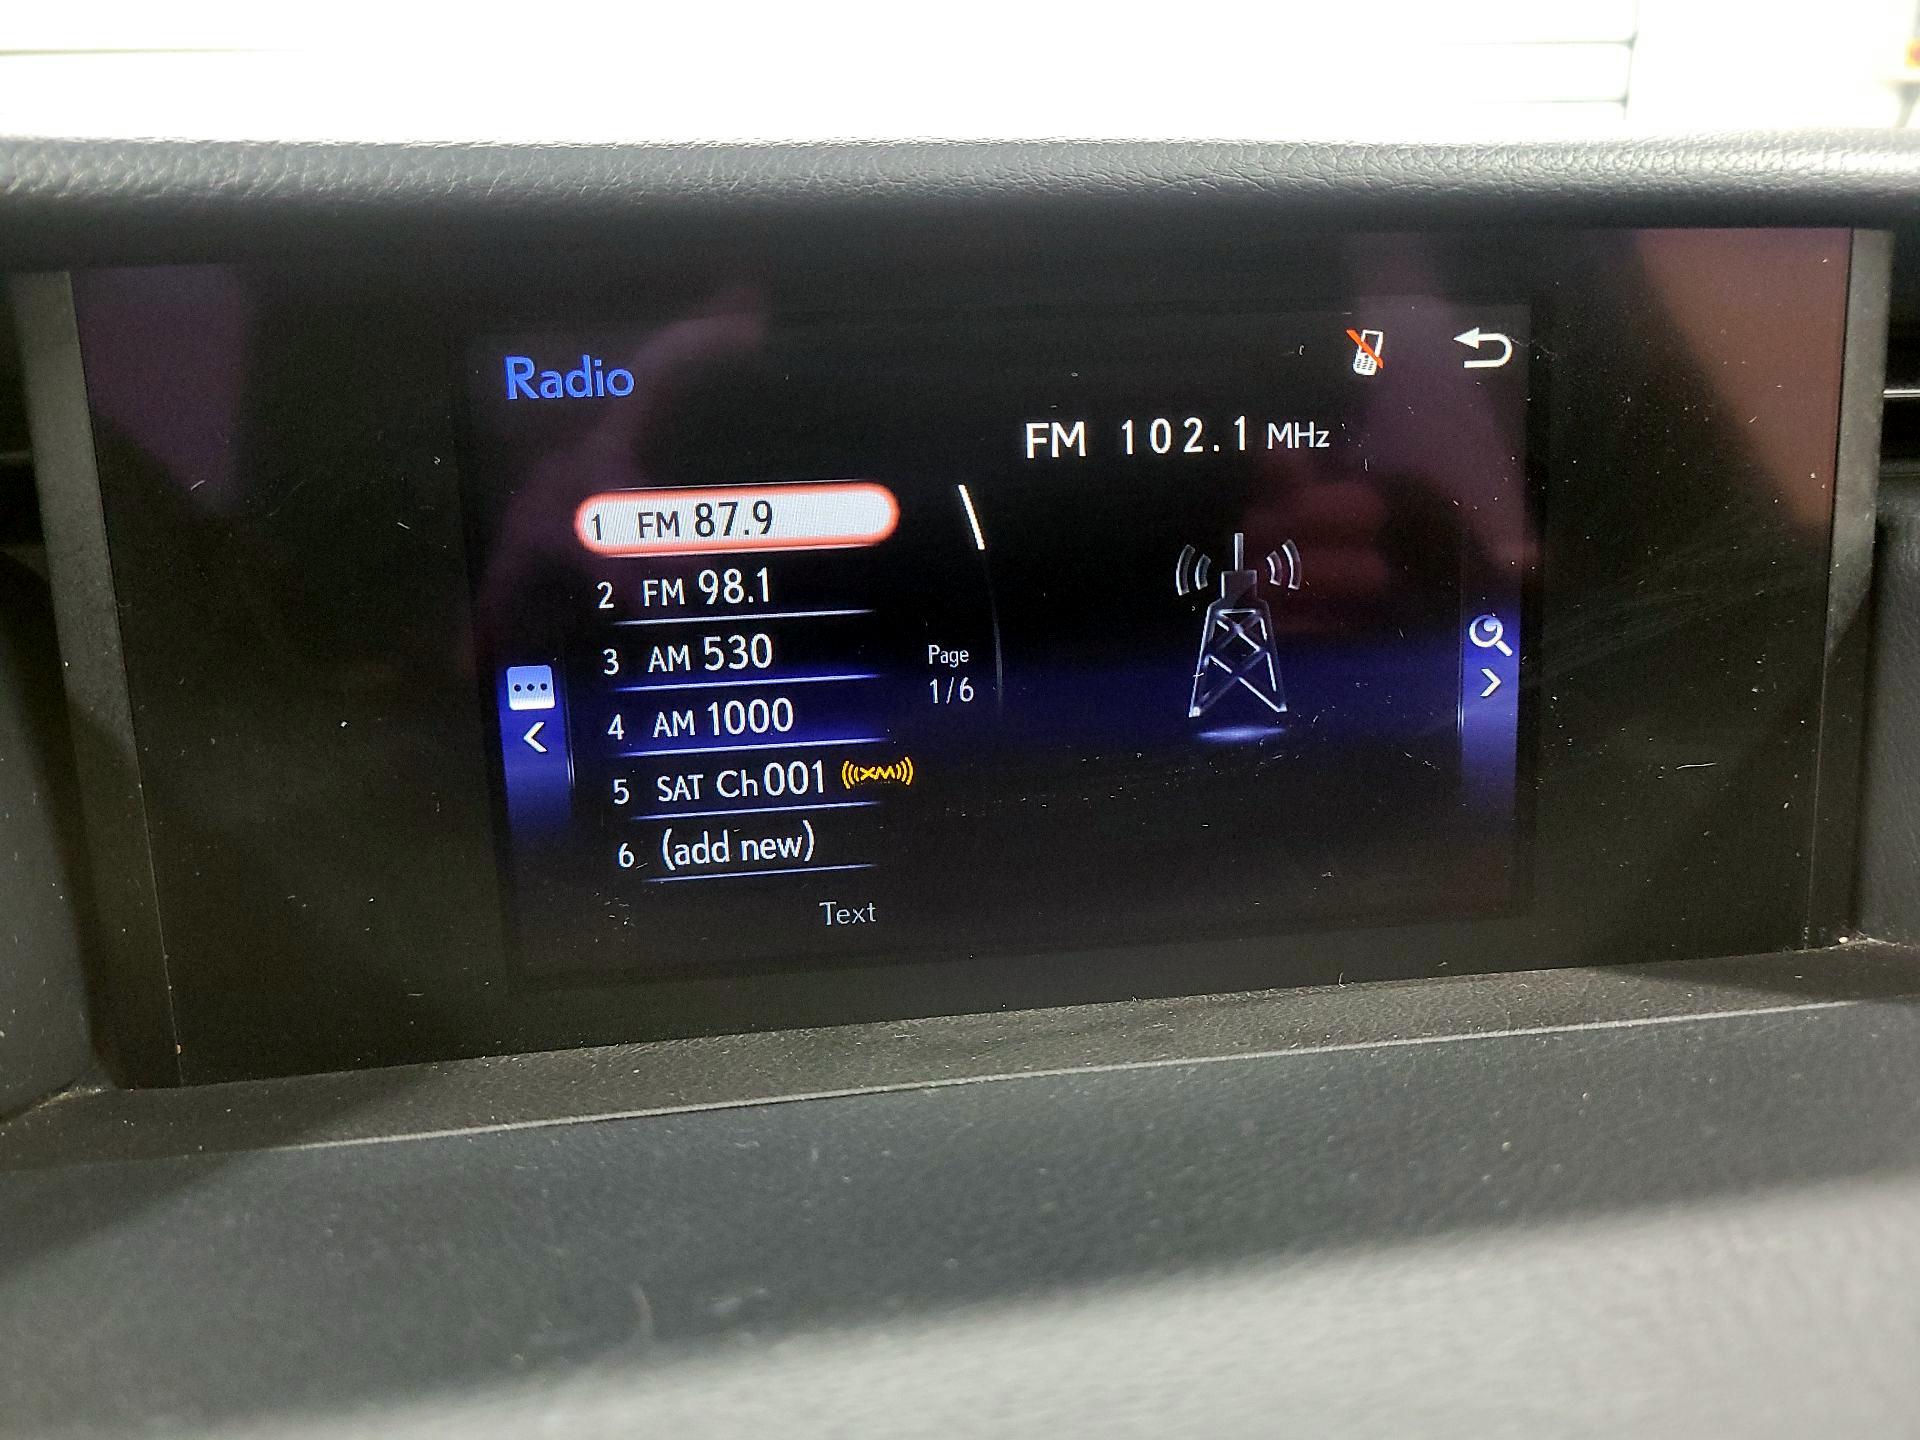 Radio
FM 102.1 MHz
1 FM 87.9
2 FM 98.1
3 AM 530
4 AM 1000
5 SAT Ch 001 ((XM))
6 (add new)
Page
1/6
Text